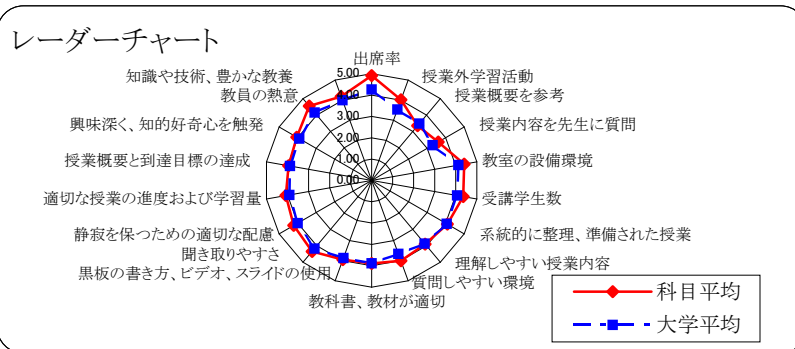 レーダーチャート
出席率
授業外学習活動
授業概要を参考
授業内容を先生に質問
教室の設備環境
受講学生数
系統的に整理、準備された授業
理解しやすい授業内容
質問しやすい環境
教科書、教材が適切
黒板の書き方、ビデオ、スライドの使用
聞き取りやすさ
静寂を保つための適切な配慮
適切な授業の進度および学習量
授業概要と到達目標の達成
興味深く、知的好奇心を触発
教員の熱意
知識や技術、豊かな教養
5.00
4.00
3.00
2.00
1.00
0.00
科目平均
大学平均